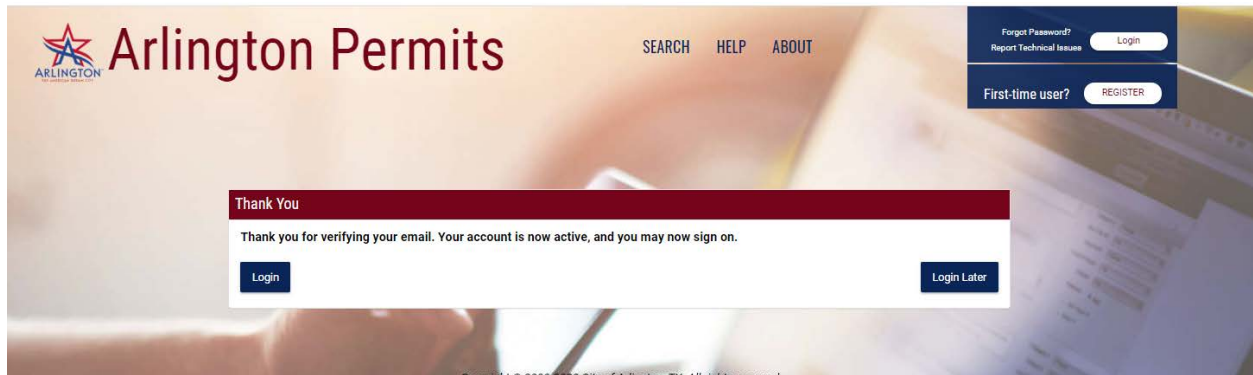 Arlington Permits
ARLINGTON
SEARCH HELP ABOUT
Forgot Password?
Report Technical Issues
Login
First-time user?
REGISTER
Thank You
Thank you for verifying your email. Your account is now active, and you may now sign on.
Login
Login Later